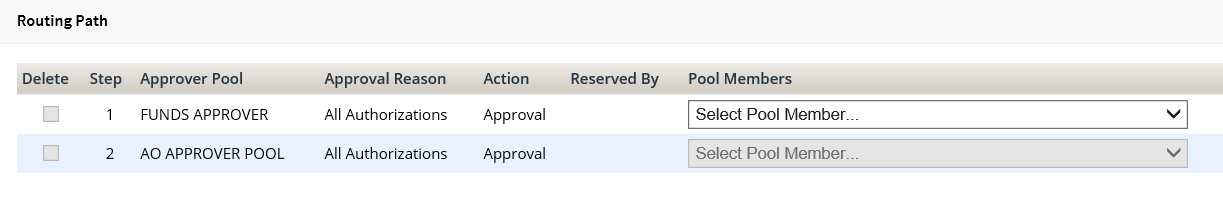 Routing Path
Delete Step Approver Pool Approval Reason Action Reserved By Pool Members
1 FUNDS APPROVER All Authorizations Approval Select Pool Member...
2 AO APPROVER POOL All Authorizations Approval Select Pool Member...